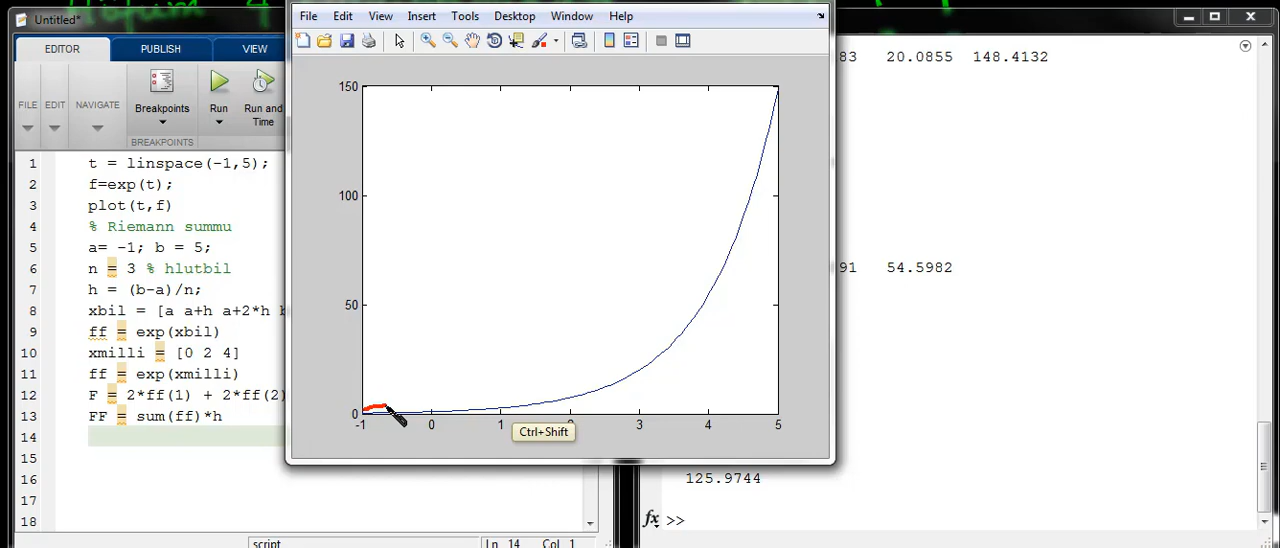 Untitled*
EDITOR PUBLISH VIEW
FILE EDIT NAVIGATE Breakpoints Run Run and Time
BREAKPOINTS
1 t = linspace(-1,5);
2 f=exp(t);
3 plot(t,f)
4 % Riemann summu
5 a= -1; b = 5;
6 n = 3 % hlutbil
7 h = (b-a)/n;
8 xbil = [a a+h a+2*h
9 ff = exp(xbil)
10 xmilli = [0 2 4]
11 ff = exp(xmilli)
12 F = 2*ff(1) + 2*ff(2)
13 FF = sum(ff)*h
14
15
16
17
18
script Ln 14 Col 1
File Edit View Insert Tools Desktop Window Help
150
100
50
0
-1 0 1 2 3 4 5
Ctrl+Shift
83 20.0855 148.4132
91 54.5982
125.9744
fx >>